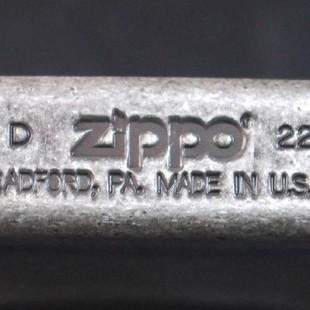 D zippo® 22
BRADFORD, PA. MADE IN U.S.A